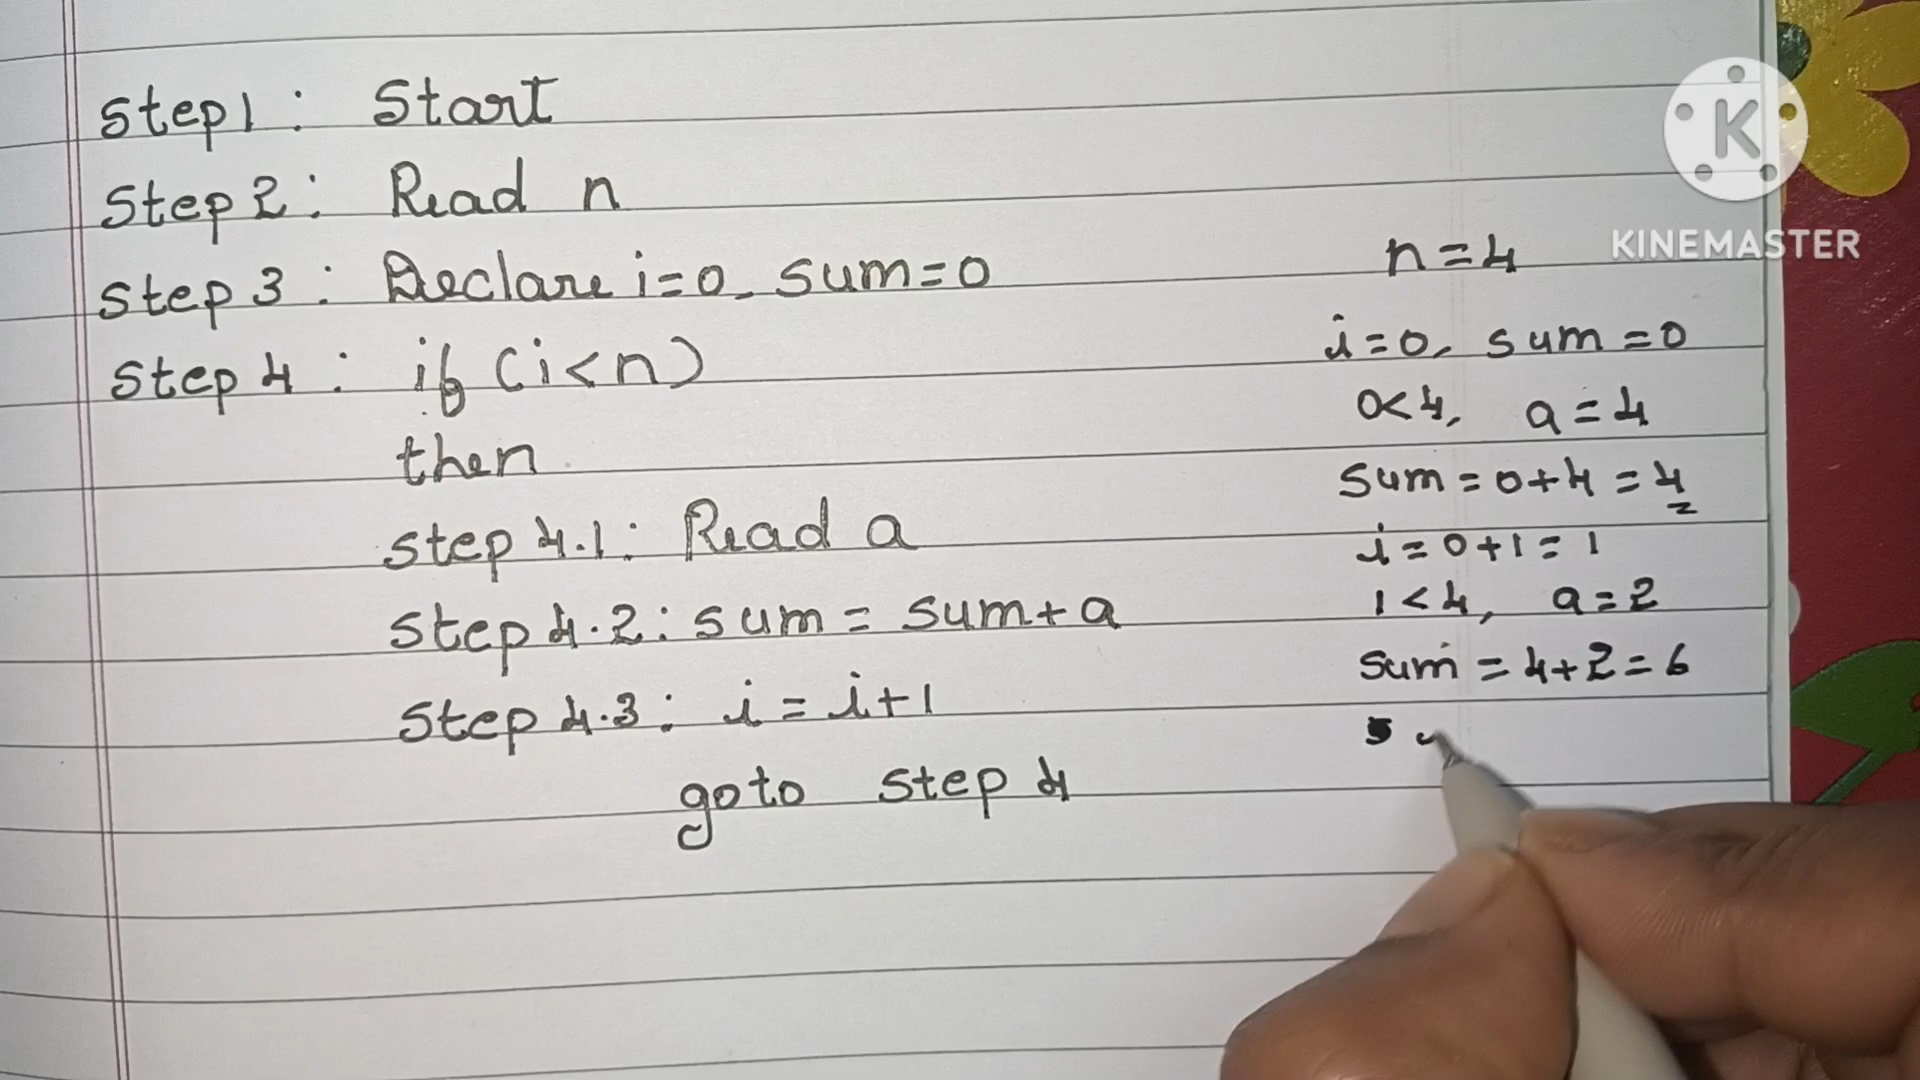 Step1: Start
Step 2: Read n
Step 3: Declare i=0, sum=0
Step 4: if (i<n)
then
Step 4.1: Read a
Step 4.2: sum = sum+a
Step 4.3: i = i+1
goto step 4
n=4
i=0, sum=0
0<4, a=4
sum=0+4=4
i=0+1=1
1<4, a=2
sum=4+2=6
K
KINEMASTER